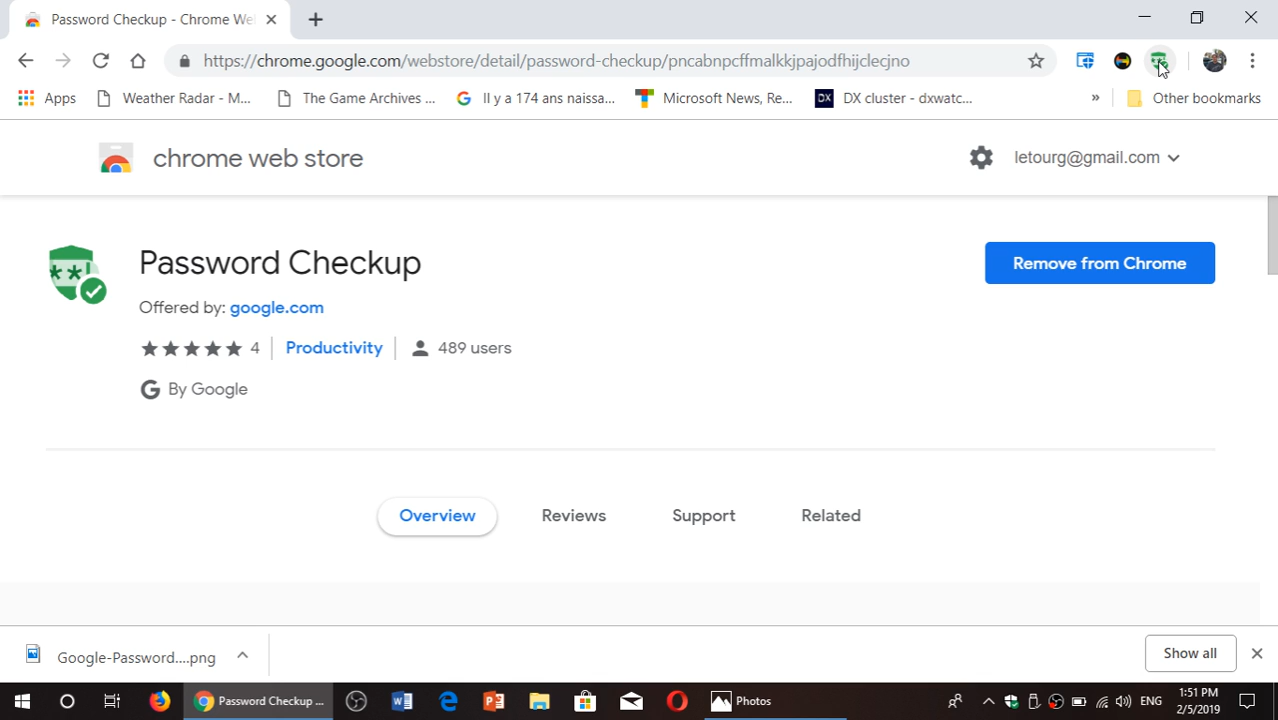 Password Checkup - Chrome We
https://chrome.google.com/webstore/detail/password-checkup/pncabnpcffmalkkjpajodfhijclecjno
Apps
Weather Radar - M...
The Game Archives ...
Il y a 174 ans naissa...
Microsoft News, Re...
DX
DX cluster - dxwatc...
»
Other bookmarks
chrome web store
letourg@gmail.com
Password Checkup
Remove from Chrome
Offered by: google.com
4
Productivity
489 users
By Google
Overview
Reviews
Support
Related
Google-Password....png
Show all
Password Checkup ...
Photos
ENG
1:51 PM
2/5/2019